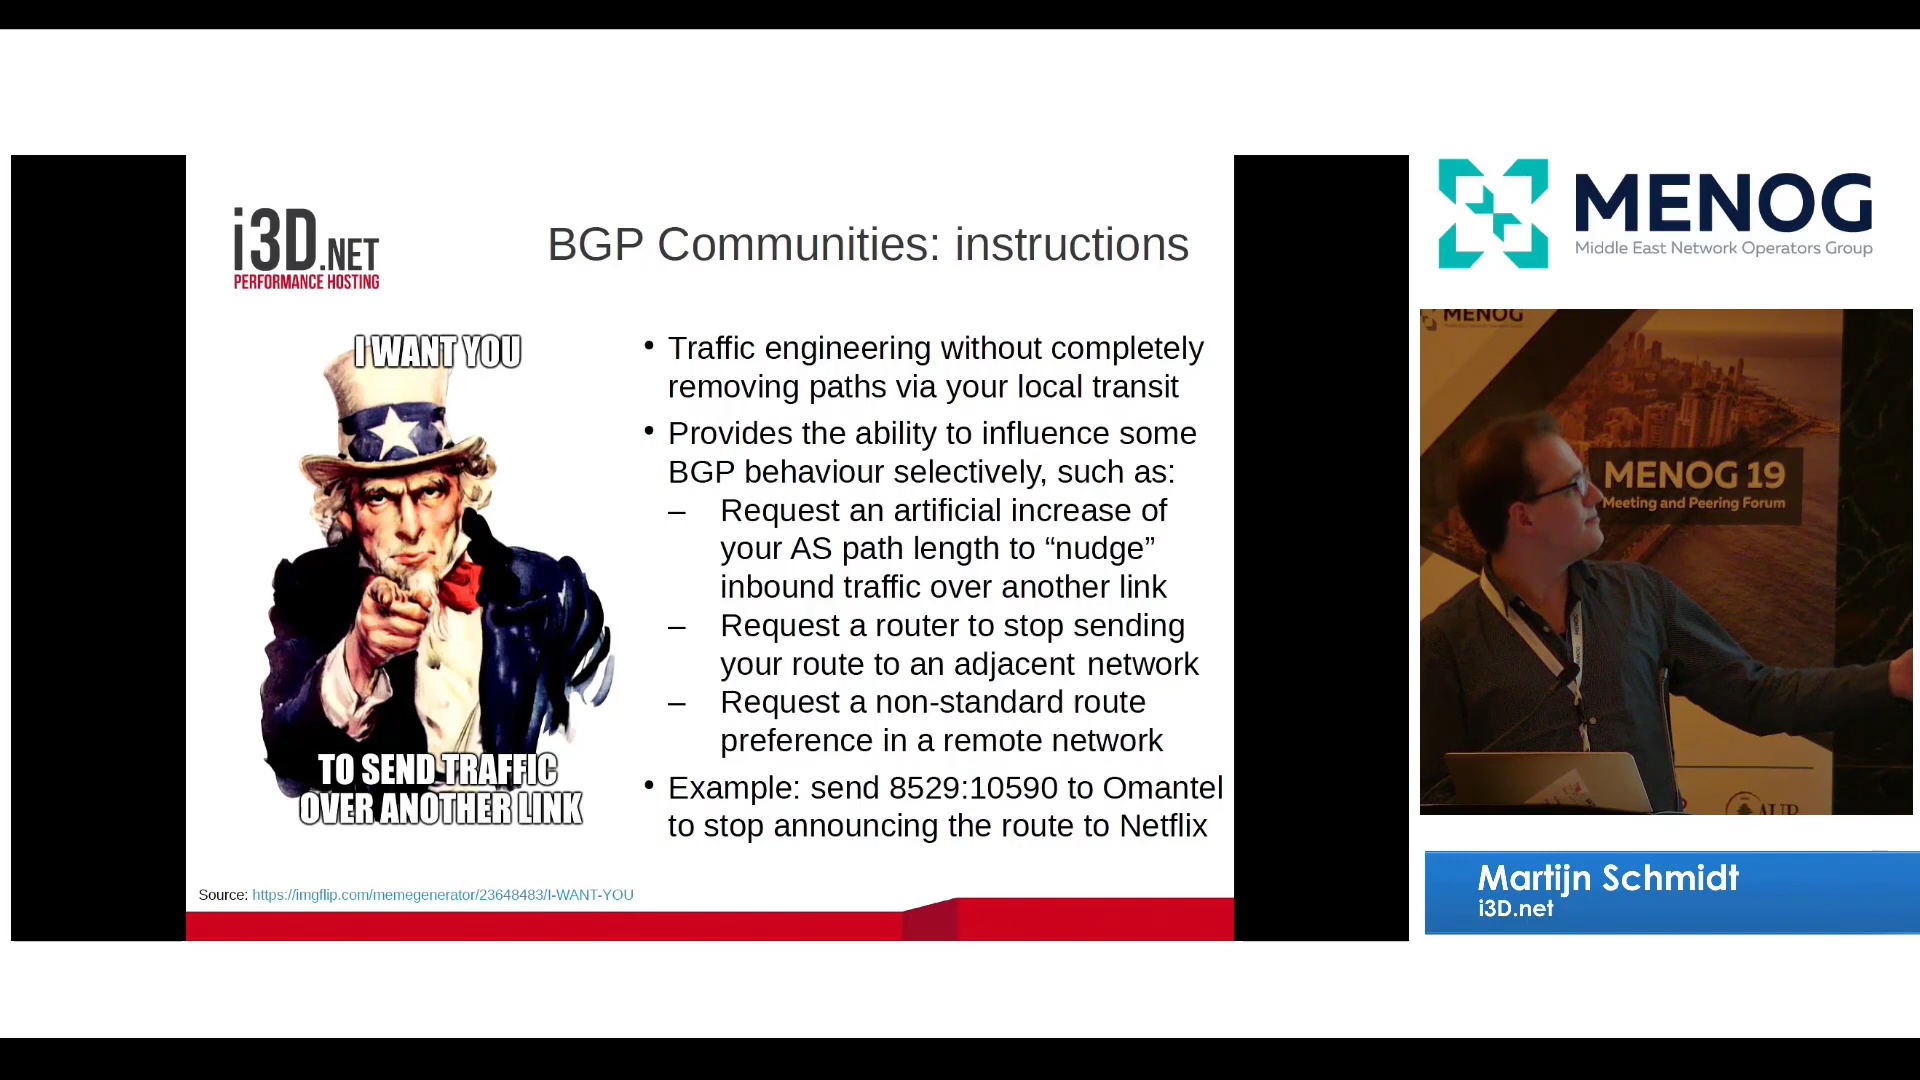 i3D.NET
PERFORMANCE HOSTING
BGP Communities: instructions
I WANT YOU
TO SEND TRAFFIC
OVER ANOTHER LINK
• Traffic engineering without completely
removing paths via your local transit
• Provides the ability to influence some
BGP behaviour selectively, such as:
– Request an artificial increase of
your AS path length to “nudge”
inbound traffic over another link
– Request a router to stop sending
your route to an adjacent network
– Request a non-standard route
preference in a remote network
• Example: send 8529:10590 to Omantel
to stop announcing the route to Netflix
Source: https://imgflip.com/memegenerator/23648483/I-WANT-YOU
MENOG
Middle East Network Operators Group
MENOG
MENOG 19
Meeting and Peering Forum
AUB
Martijn Schmidt
i3D.net